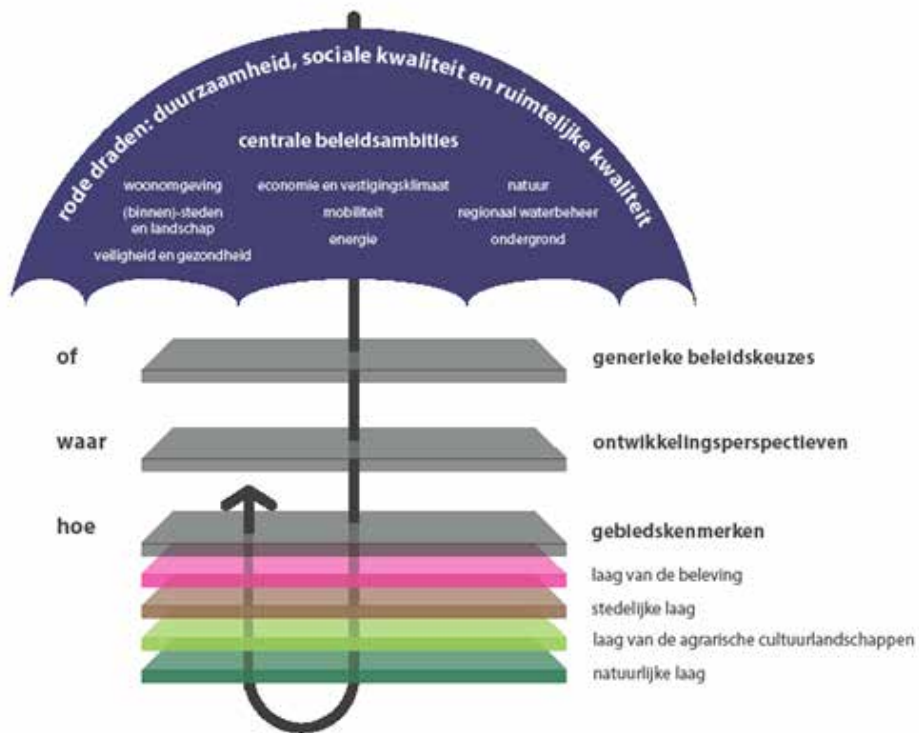 rode draden: duurzaamheid, sociale kwaliteit en ruimtelijke kwaliteit
centrale beleidsambities
woonomgeving
(binnen)-steden
en landschap
veiligheid en gezondheid
economie en vestigingsklimaat
mobiliteit
energie
natuur
regionaal waterbeheer
ondergrond
of
generieke beleidskeuzes
waar
ontwikkelingsperspectieven
hoe
gebiedskenmerken
laag van de beleving
stedelijke laag
laag van de agrarische cultuurlandschappen
natuurlijke laag